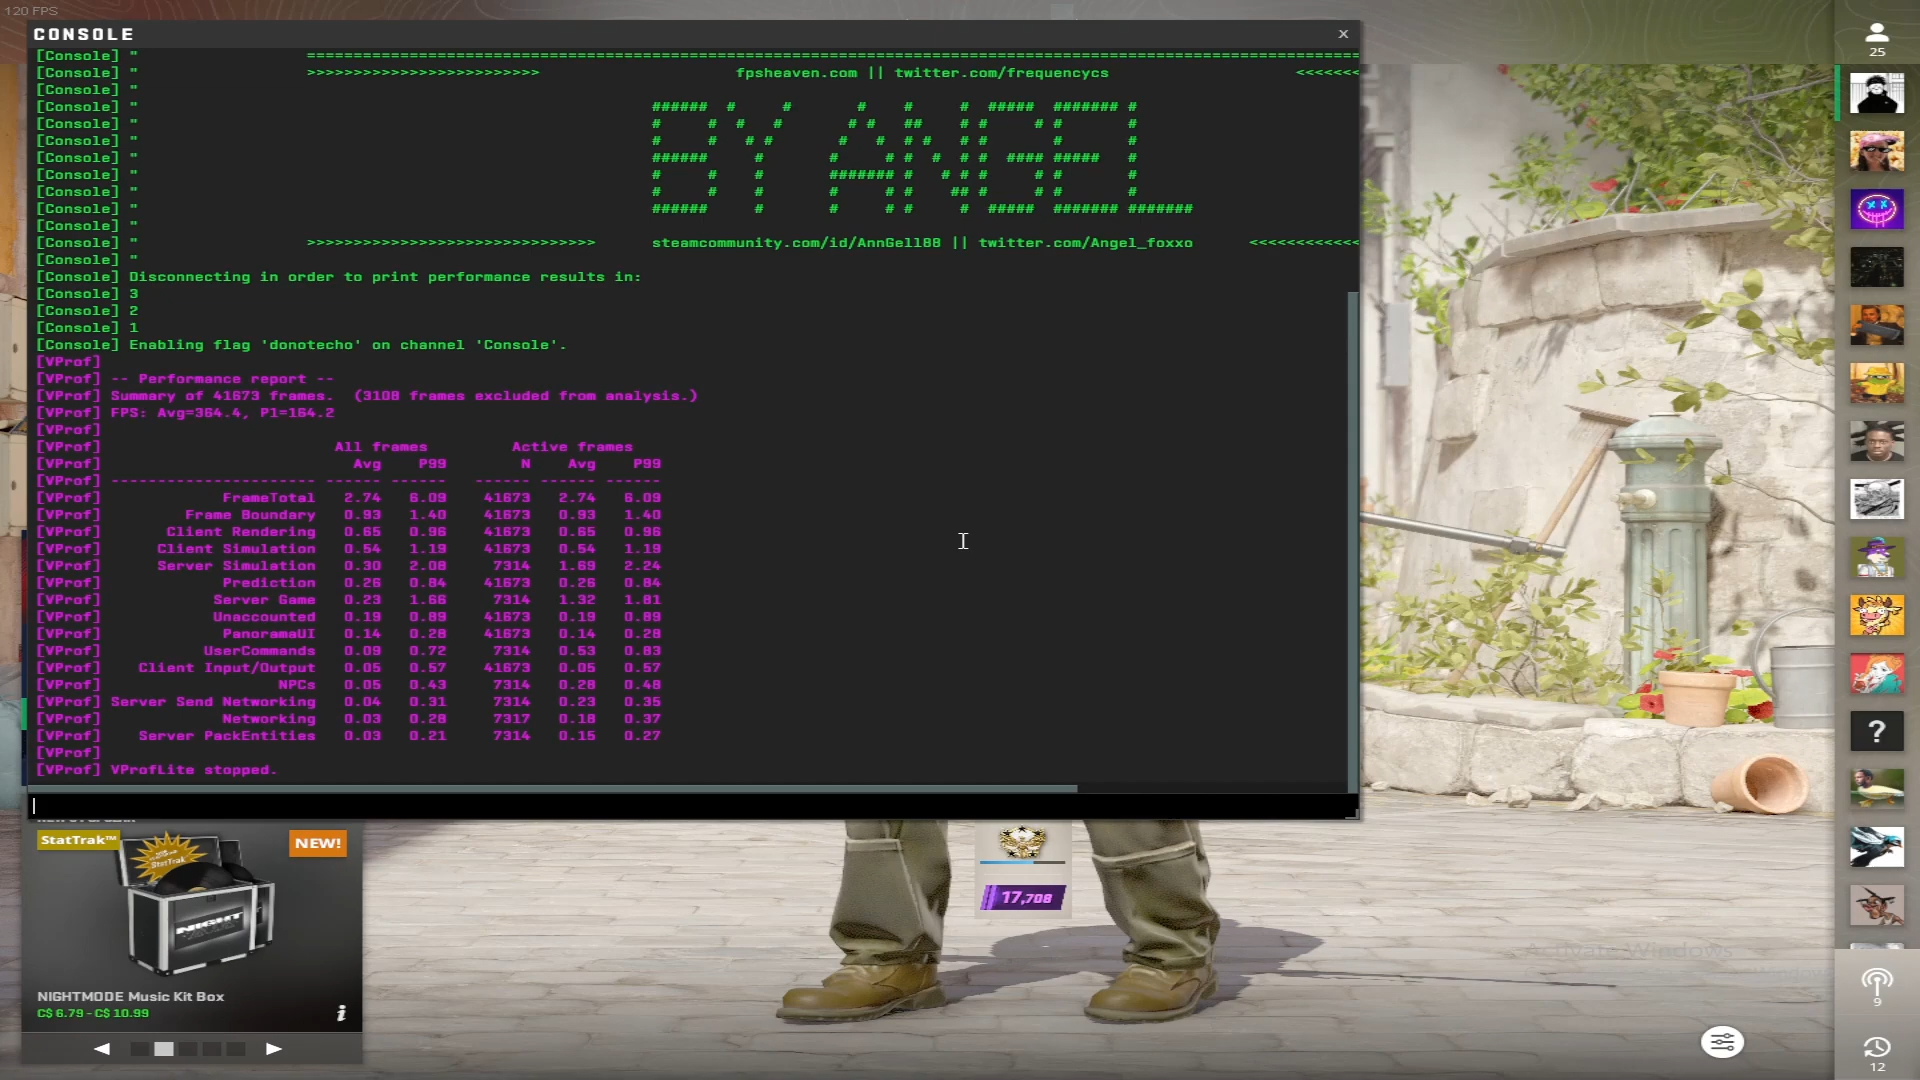 120 FPS
CONSOLE
25
[Console] " ==========
[Console] " >>>>>>>>>>>>>>>>>>>>>>>>> fpsheaven.com || twitter.com/frequencycs <<<<<<<
[Console] "
[Console] "
[Console] "
[Console] "
[Console] "
[Console] "
[Console] "
[Console] "
[Console] "
BY ANGEL
[Console] " >>>>>>>>>>>>>>>>>>>>>>>>>>>>>>> steamcommunity.com/id/AnnGell88 || twitter.com/Angel_foxxo <<<<<<<<<<<<
[Console] "
[Console] Disconnecting in order to print performance results in:
[Console] 3
[Console] 2
[Console] 1
[Console] Enabling flag 'donotecho' on channel 'Console'.
[VProf]
[VProf] -- Performance report --
[VProf] Summary of 41673 frames. (3108 frames excluded from analysis.)
[VProf] FPS: Avg=364.4, P1=164.2
[VProf]
[VProf] All frames Active frames
[VProf] Avg P99 N Avg P99
[VProf] ---------------------- ------ ------ ------ ------ ------
[VProf] FrameTotal 2.74 6.09 41673 2.74 6.09
[VProf] Frame Boundary 0.93 1.40 41673 0.93 1.40
[VProf] Client Rendering 0.65 0.96 41673 0.65 0.96
[VProf] Client Simulation 0.54 1.19 41673 0.54 1.19
[VProf] Server Simulation 0.30 2.08 7314 1.69 2.24
[VProf] Prediction 0.26 0.84 41673 0.26 0.84
[VProf] Server Game 0.23 1.66 7314 1.32 1.81
[VProf] Unaccounted 0.19 0.89 41673 0.19 0.89
[VProf] PanoramaUI 0.14 0.28 41673 0.14 0.28
[VProf] UserCommands 0.09 0.72 7314 0.53 0.83
[VProf] Client Input/Output 0.05 0.57 41673 0.05 0.57
[VProf] NPCs 0.05 0.43 7314 0.28 0.48
[VProf] Server Send Networking 0.04 0.31 7314 0.23 0.35
[VProf] Networking 0.03 0.28 7317 0.18 0.37
[VProf] Server PackEntities 0.03 0.21 7314 0.15 0.27
[VProf]
[VProf] VProfLite stopped.
StatTrak™
NEW!
StatTrak
NIGHT
17,708
NIGHTMODE Music Kit Box
C$ 6.79 - C$ 10.99
i
Activate Windows
?
9
12